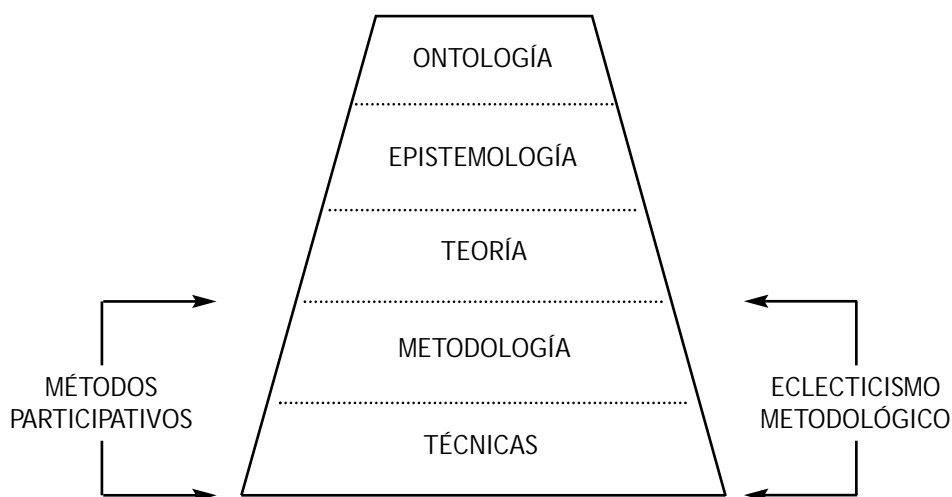 ONTOLOGÍA
EPISTEMOLOGÍA
TEORÍA
METODOLOGÍA
TÉCNICAS
MÉTODOS
PARTICIPATIVOS
ECLECTICISMO
METODOLÓGICO